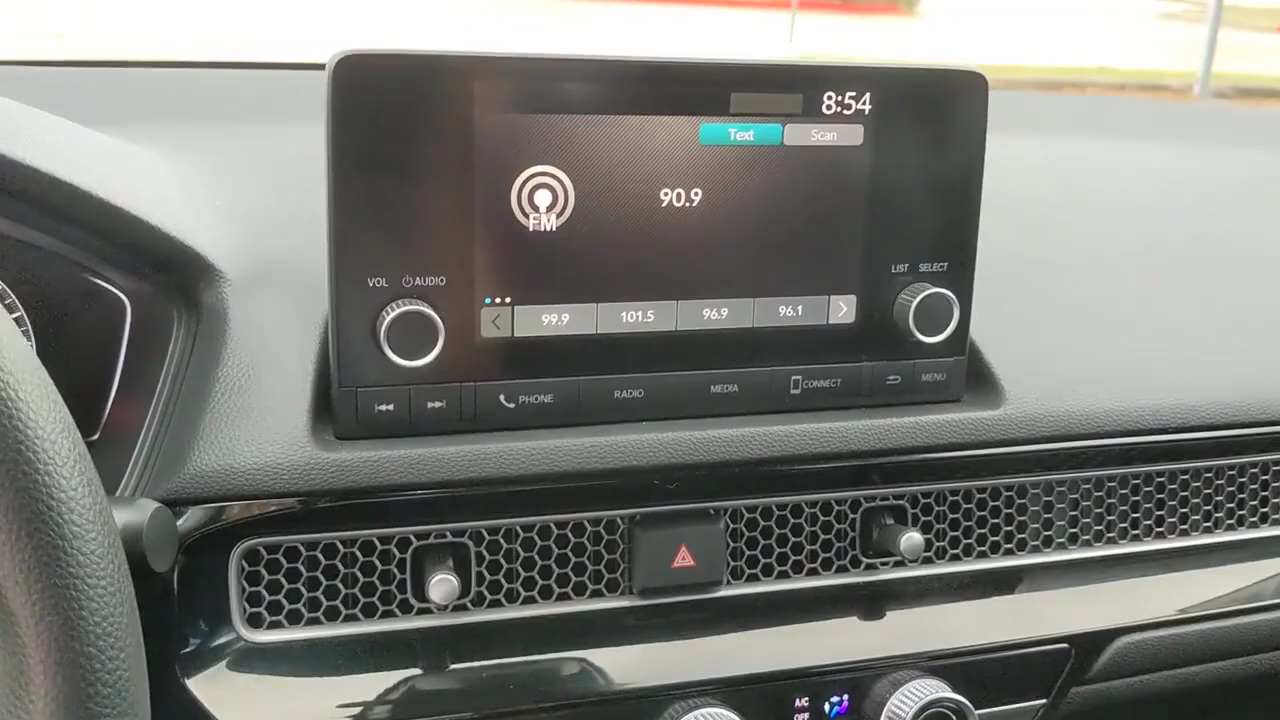 8:54
Text Scan
FM 90.9
VOL AUDIO
LIST SELECT
99.9 101.5 96.9 96.1
PHONE RADIO MEDIA CONNECT MENU
A/C
OFF